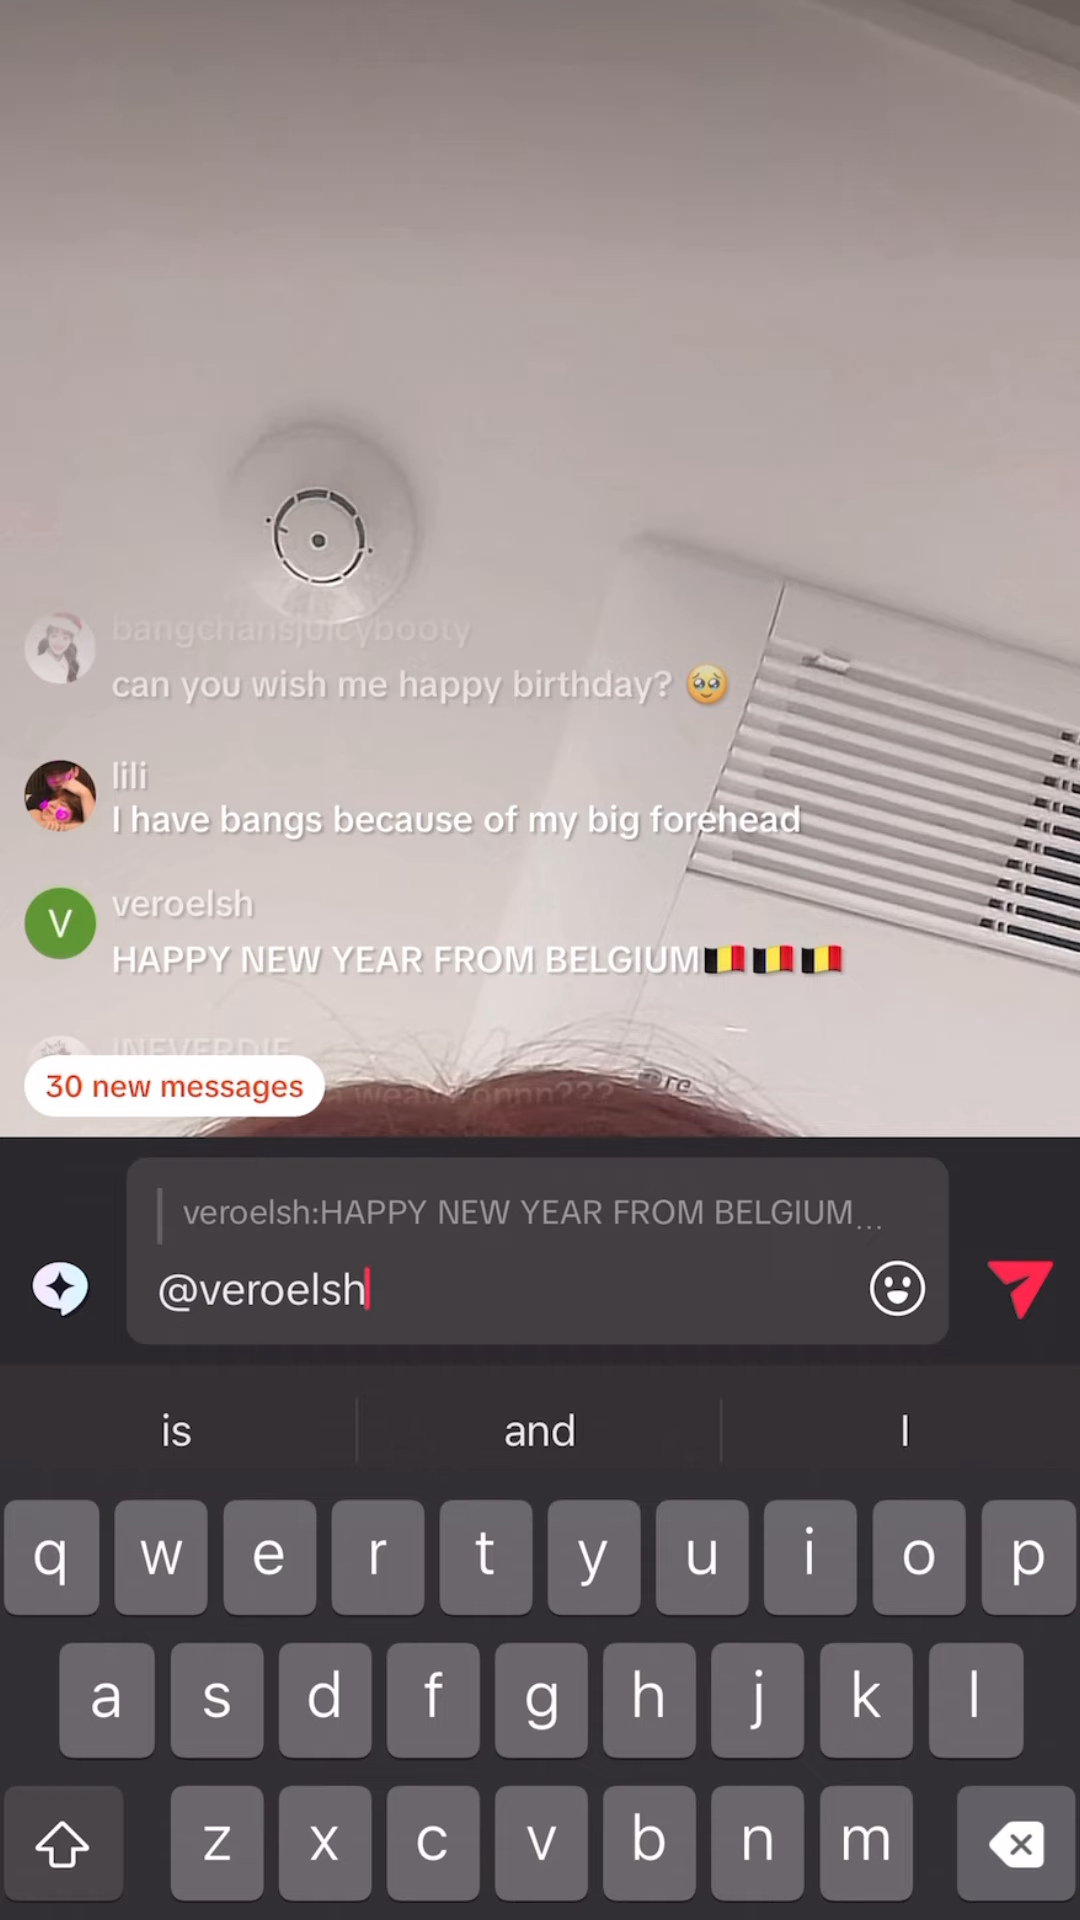 bangchansjuicybooty
can you wish me happy birthday? 🥹
lili
I have bangs because of my big forehead
veroelsh
HAPPY NEW YEAR FROM BELGIUM🇧🇪🇧🇪🇧🇪
INEVERDIE
30 new messages
veroelsh:HAPPY NEW YEAR FROM BELGIUM...
@veroelsh
is and I
q w e r t y u i o p
a s d f g h j k l
z x c v b n m
V